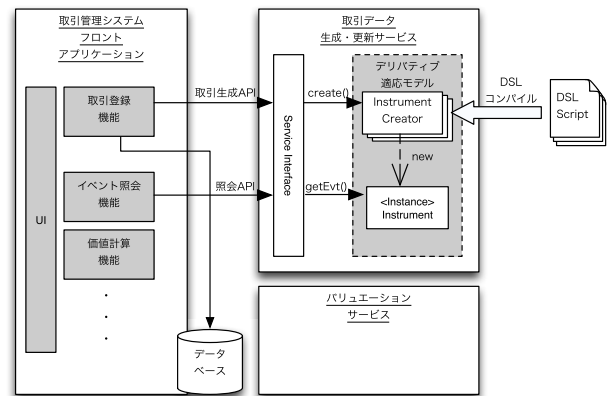 取引管理システム
フロント
アプリケーション
UI
取引登録
機能
イベント照会
機能
価値計算
機能
データ
ベース
取引生成API
照会API
取引データ
生成・更新サービス
Service Interface
create()
getEvt()
デリバティブ
適応モデル
Instrument
Creator
new
<Instance>
Instrument
DSL
コンパイル
DSL
Script
バリュエーション
サービス